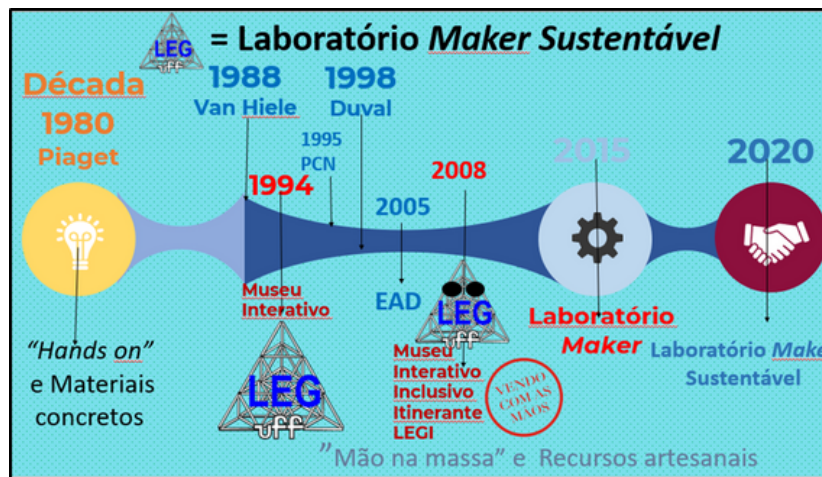 LEG
uff
= Laboratório Maker Sustentável
Década
1980
Piaget
1988
Van Hiele
1998
Duval
1995
PCN
1994
2005
2008
2015
2020
Museu
Interativo
EAD
LEG
uff
LEG
uff
"Hands on"
e Materiais
concretos
Museu
Interativo
Inclusivo
Itinerante
LEGI
VENDO
COM AS
MÃOS
Laboratório
Maker
Laboratório Make
Sustentável
"Mão na massa" e Recursos artesanais